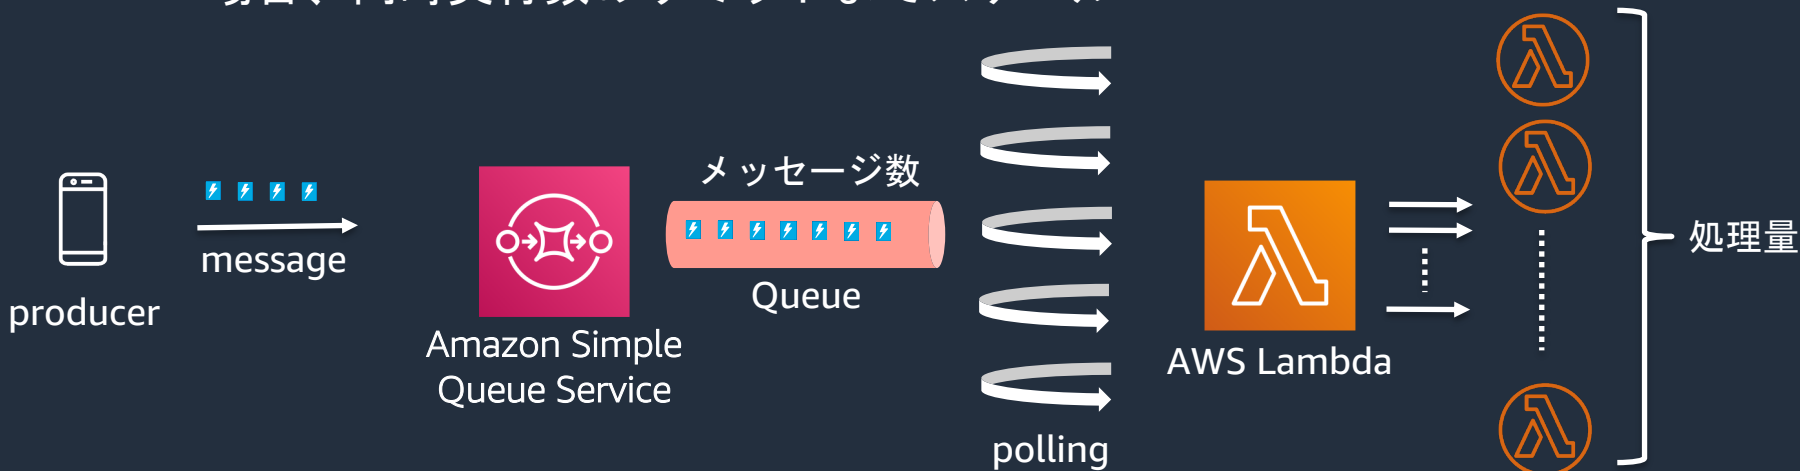 メッセージ数
message
Queue
producer
Amazon Simple
Queue Service
AWS Lambda
polling
処理量